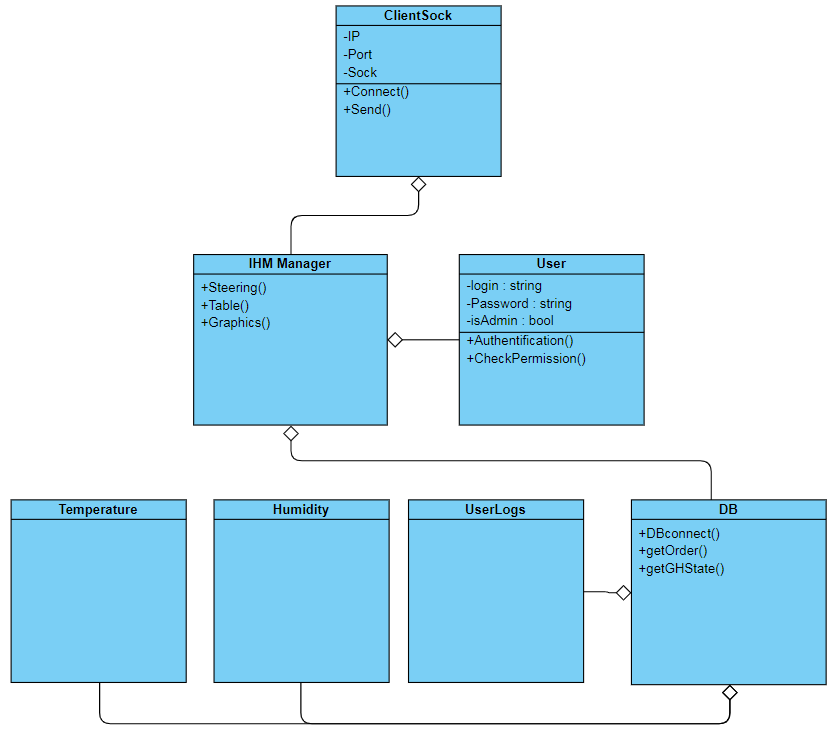 ClientSock
-IP
-Port
-Sock
+Connect()
+Send()
IHM Manager
+Steering()
+Table()
+Graphics()
User
-login : string
-Password : string
-isAdmin : bool
+Authentification()
+CheckPermission()
Temperature
Humidity
UserLogs
DB
+DBconnect()
+getOrder()
+getGHState()